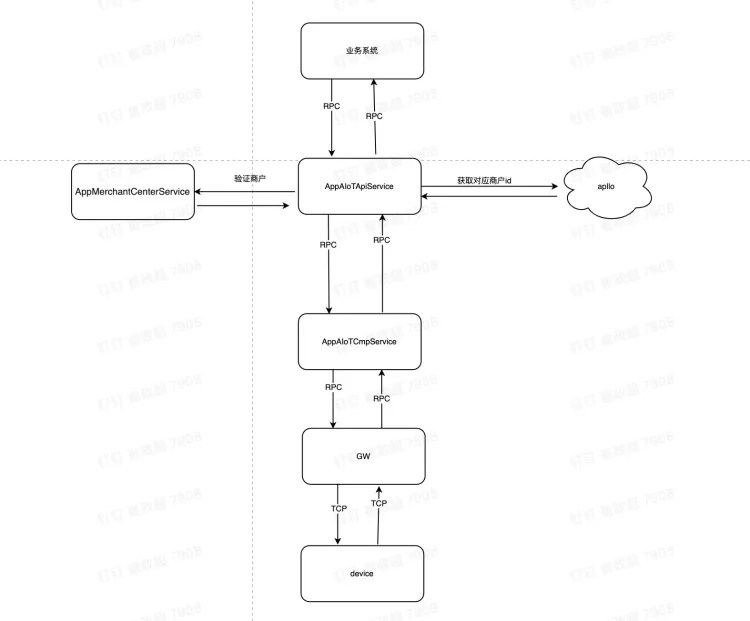 业务系统
RPC
RPC
验证商户
AppMerchantCenterService
AppAIoTApiService
获取对应商户id
apllo
RPC
RPC
AppAIoTCmpService
RPC
RPC
GW
TCP
TCP
device